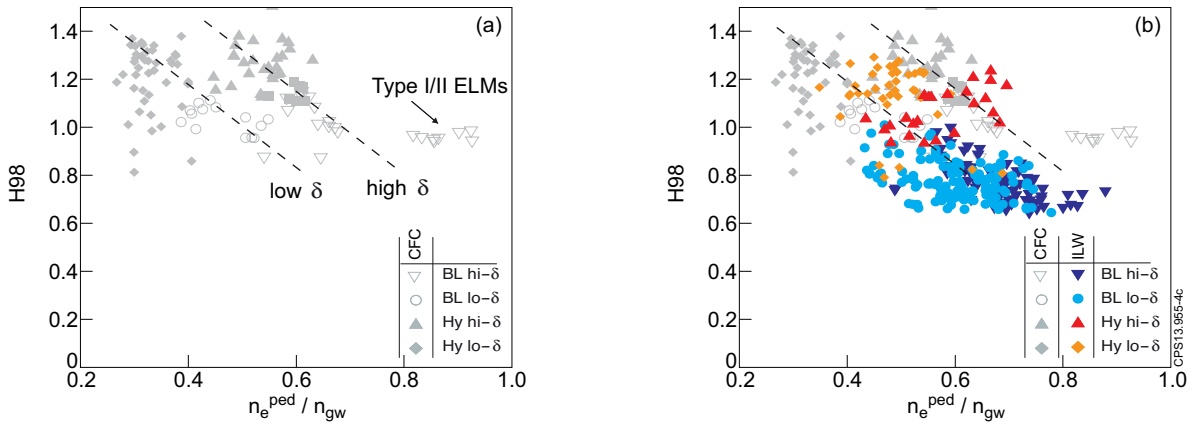 (a)
1.4
1.2
1.0
0.8
0.6
0.4
0.2
0
H98
Type I/II ELMs
low δ
high δ
CFC
BL hi−δ
BL lo−δ
Hy hi−δ
Hy lo−δ
0.2 0.4 0.6 0.8 1.0
n_e^ped / n_gw
(b)
1.4
1.2
1.0
0.8
0.6
0.4
0.2
0
H98
CFC ILW
BL hi−δ
BL lo−δ
Hy hi−δ
Hy lo−δ
0.2 0.4 0.6 0.8 1.0
n_e^ped / n_gw
CPS13.955-4c